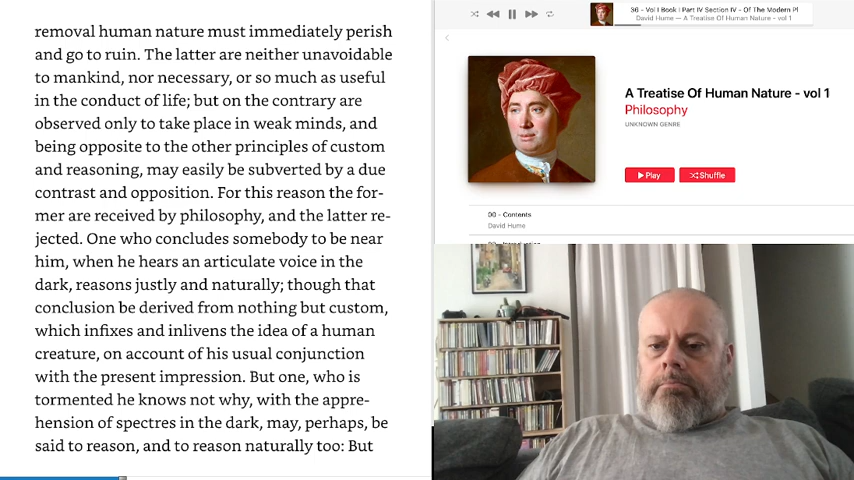 removal human nature must immediately perish
and go to ruin. The latter are neither unavoidable
to mankind, nor necessary, or so much as useful
in the conduct of life; but on the contrary are
observed only to take place in weak minds, and
being opposite to the other principles of custom
and reasoning, may easily be subverted by a due
contrast and opposition. For this reason the for-
mer are received by philosophy, and the latter re-
jected. One who concludes somebody to be near
him, when he hears an articulate voice in the
dark, reasons justly and naturally; though that
conclusion be derived from nothing but custom,
which infixes and inlivens the idea of a human
creature, on account of his usual conjunction
with the present impression. But one, who is
tormented he knows not why, with the appre-
hension of spectres in the dark, may, perhaps, be
said to reason, and to reason naturally too: But
36 - Vol I Book I Part IV Section IV - Of The Modern Pl
David Hume — A Treatise Of Human Nature - vol 1
A Treatise Of Human Nature - vol 1
Philosophy
UNKNOWN GENRE
Play
Shuffle
00 - Contents
David Hume